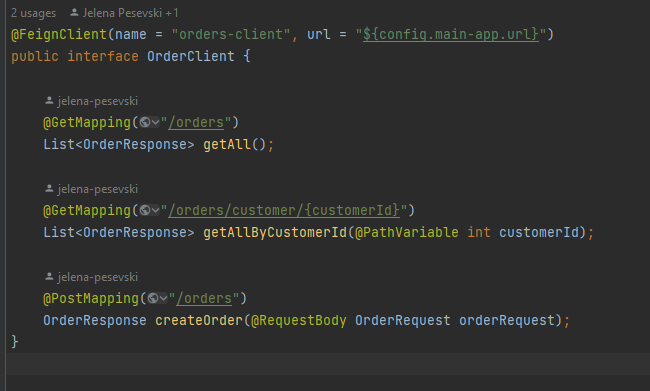 2 usages Jelena Pesevski +1
@FeignClient(name = "orders-client", url = "${config.main-app.url}")
public interface OrderClient {
jelena-pesevski
@GetMapping("/orders")
List<OrderResponse> getAll();
jelena-pesevski
@GetMapping("/orders/customer/{customerId}")
List<OrderResponse> getAllByCustomerId(@PathVariable int customerId);
jelena-pesevski
@PostMapping("/orders")
OrderResponse createOrder(@RequestBody OrderRequest orderRequest);
}